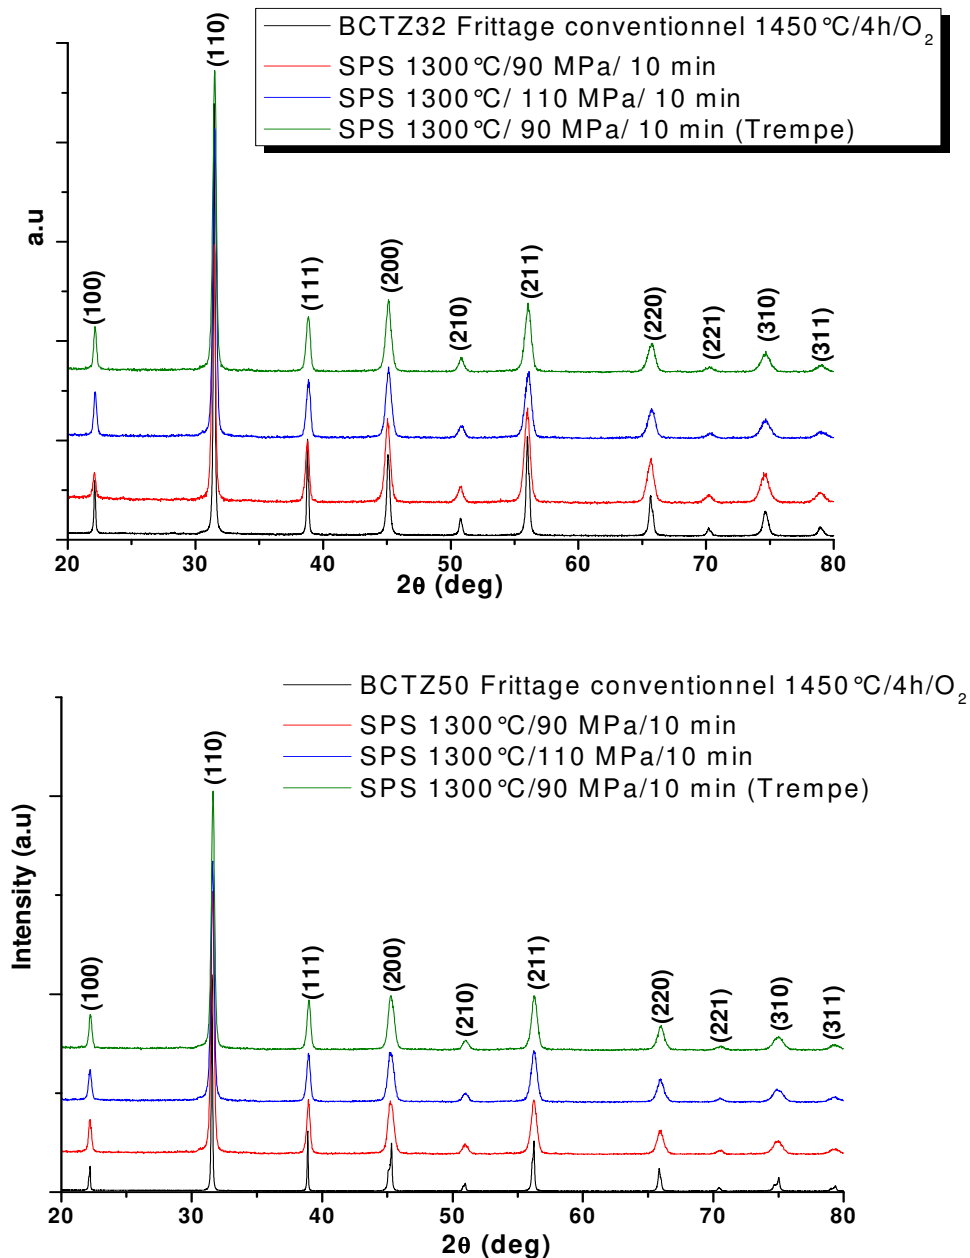 BCTZ32 Frittage conventionnel 1450°C/4h/O2
SPS 1300°C/90 MPa/ 10 min
SPS 1300°C/ 110 MPa/ 10 min
SPS 1300°C/ 90 MPa/ 10 min (Trempe)
a.u
(100)
(110)
(111)
(200)
(210)
(211)
(220)
(221)
(310)
(311)
20 30 40 50 60 70 80
2θ (deg)
BCTZ50 Frittage conventionnel 1450°C/4h/O2
SPS 1300°C/90 MPa/10 min
SPS 1300°C/110 MPa/10 min
SPS 1300°C/90 MPa/10 min (Trempe)
Intensity (a.u)
(100)
(110)
(111)
(200)
(210)
(211)
(220)
(221)
(310)
(311)
20 30 40 50 60 70 80
2θ (deg)